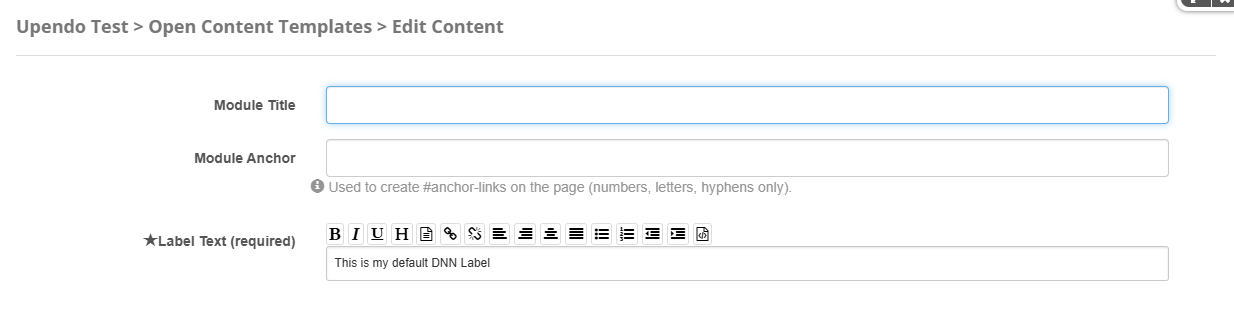 Upendo Test > Open Content Templates > Edit Content
Module Title
Module Anchor
Used to create #anchor-links on the page (numbers, letters, hyphens only).
★Label Text (required)
B I U H
This is my default DNN Label